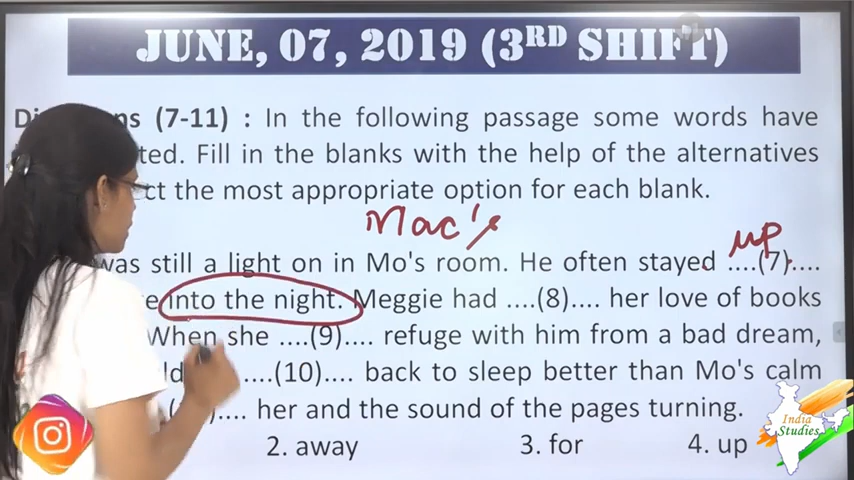 JUNE, 07, 2019 (3RD SHIFT)
(7-11) : In the following passage some words have
Fill in the blanks with the help of the alternatives
the most appropriate option for each blank.
Mac's
up
was still a light on in Mo's room. He often stayed ....(7)....
into the night. Meggie had ....(8).... her love of books
When she ....(9).... refuge with him from a bad dream,
....(10).... back to sleep better than Mo's calm
.... her and the sound of the pages turning.
2. away 3. for 4. up
India
Studies